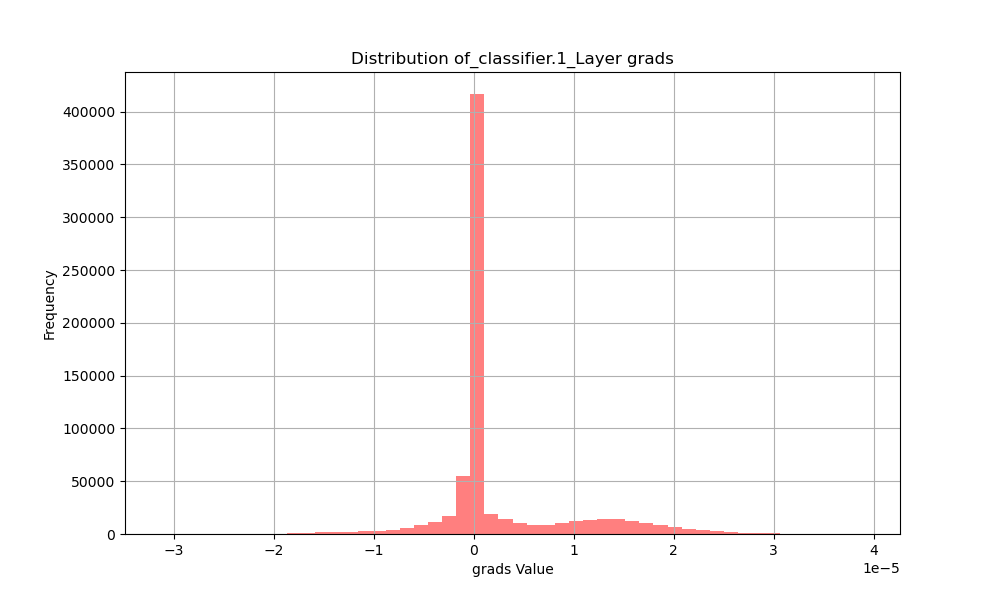 Distribution of_classifier.1_Layer grads
400000
350000
300000
250000
200000
150000
100000
50000
0
Frequency
−3 −2 −1 0 1 2 3 4
1e−5
grads Value